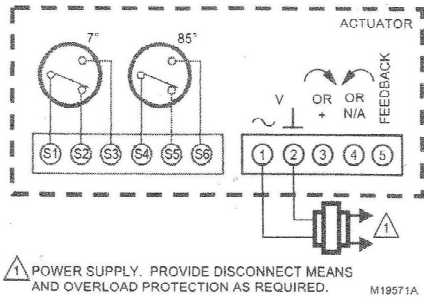 ACTUATOR
7° 85°
V OR + OR N/A FEEDBACK
S1 S2 S3 S4 S5 S6 1 2 3 4 5
1
1 POWER SUPPLY. PROVIDE DISCONNECT MEANS
AND OVERLOAD PROTECTION AS REQUIRED.
M19571A